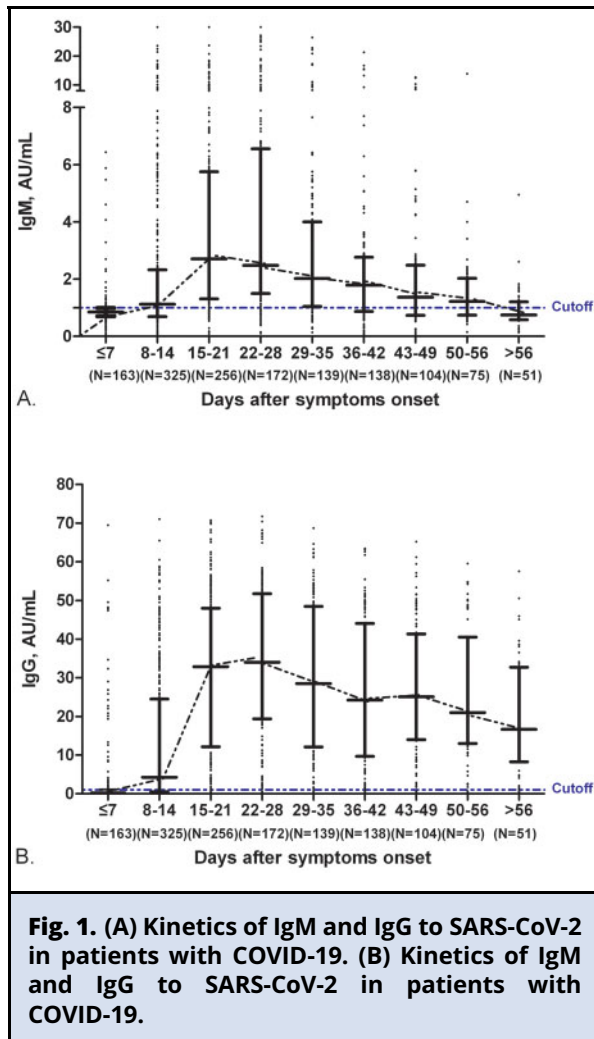 30
20
10
8
6
4
2
0
IgM, AU/mL
Cutoff
≤7 8-14 15-21 22-28 29-35 36-42 43-49 50-56 >56
(N=163)(N=325)(N=256)(N=172)(N=139)(N=138)(N=104)(N=75) (N=51)
A. Days after symptoms onset
80
70
60
50
40
30
20
10
0
IgG, AU/mL
Cutoff
≤7 8-14 15-21 22-28 29-35 36-42 43-49 50-56 >56
(N=163)(N=325)(N=256)(N=172)(N=139)(N=138)(N=104)(N=75) (N=51)
B. Days after symptoms onset
Fig. 1. (A) Kinetics of IgM and IgG to SARS-CoV-2
in patients with COVID-19. (B) Kinetics of IgM
and IgG to SARS-CoV-2 in patients with
COVID-19.